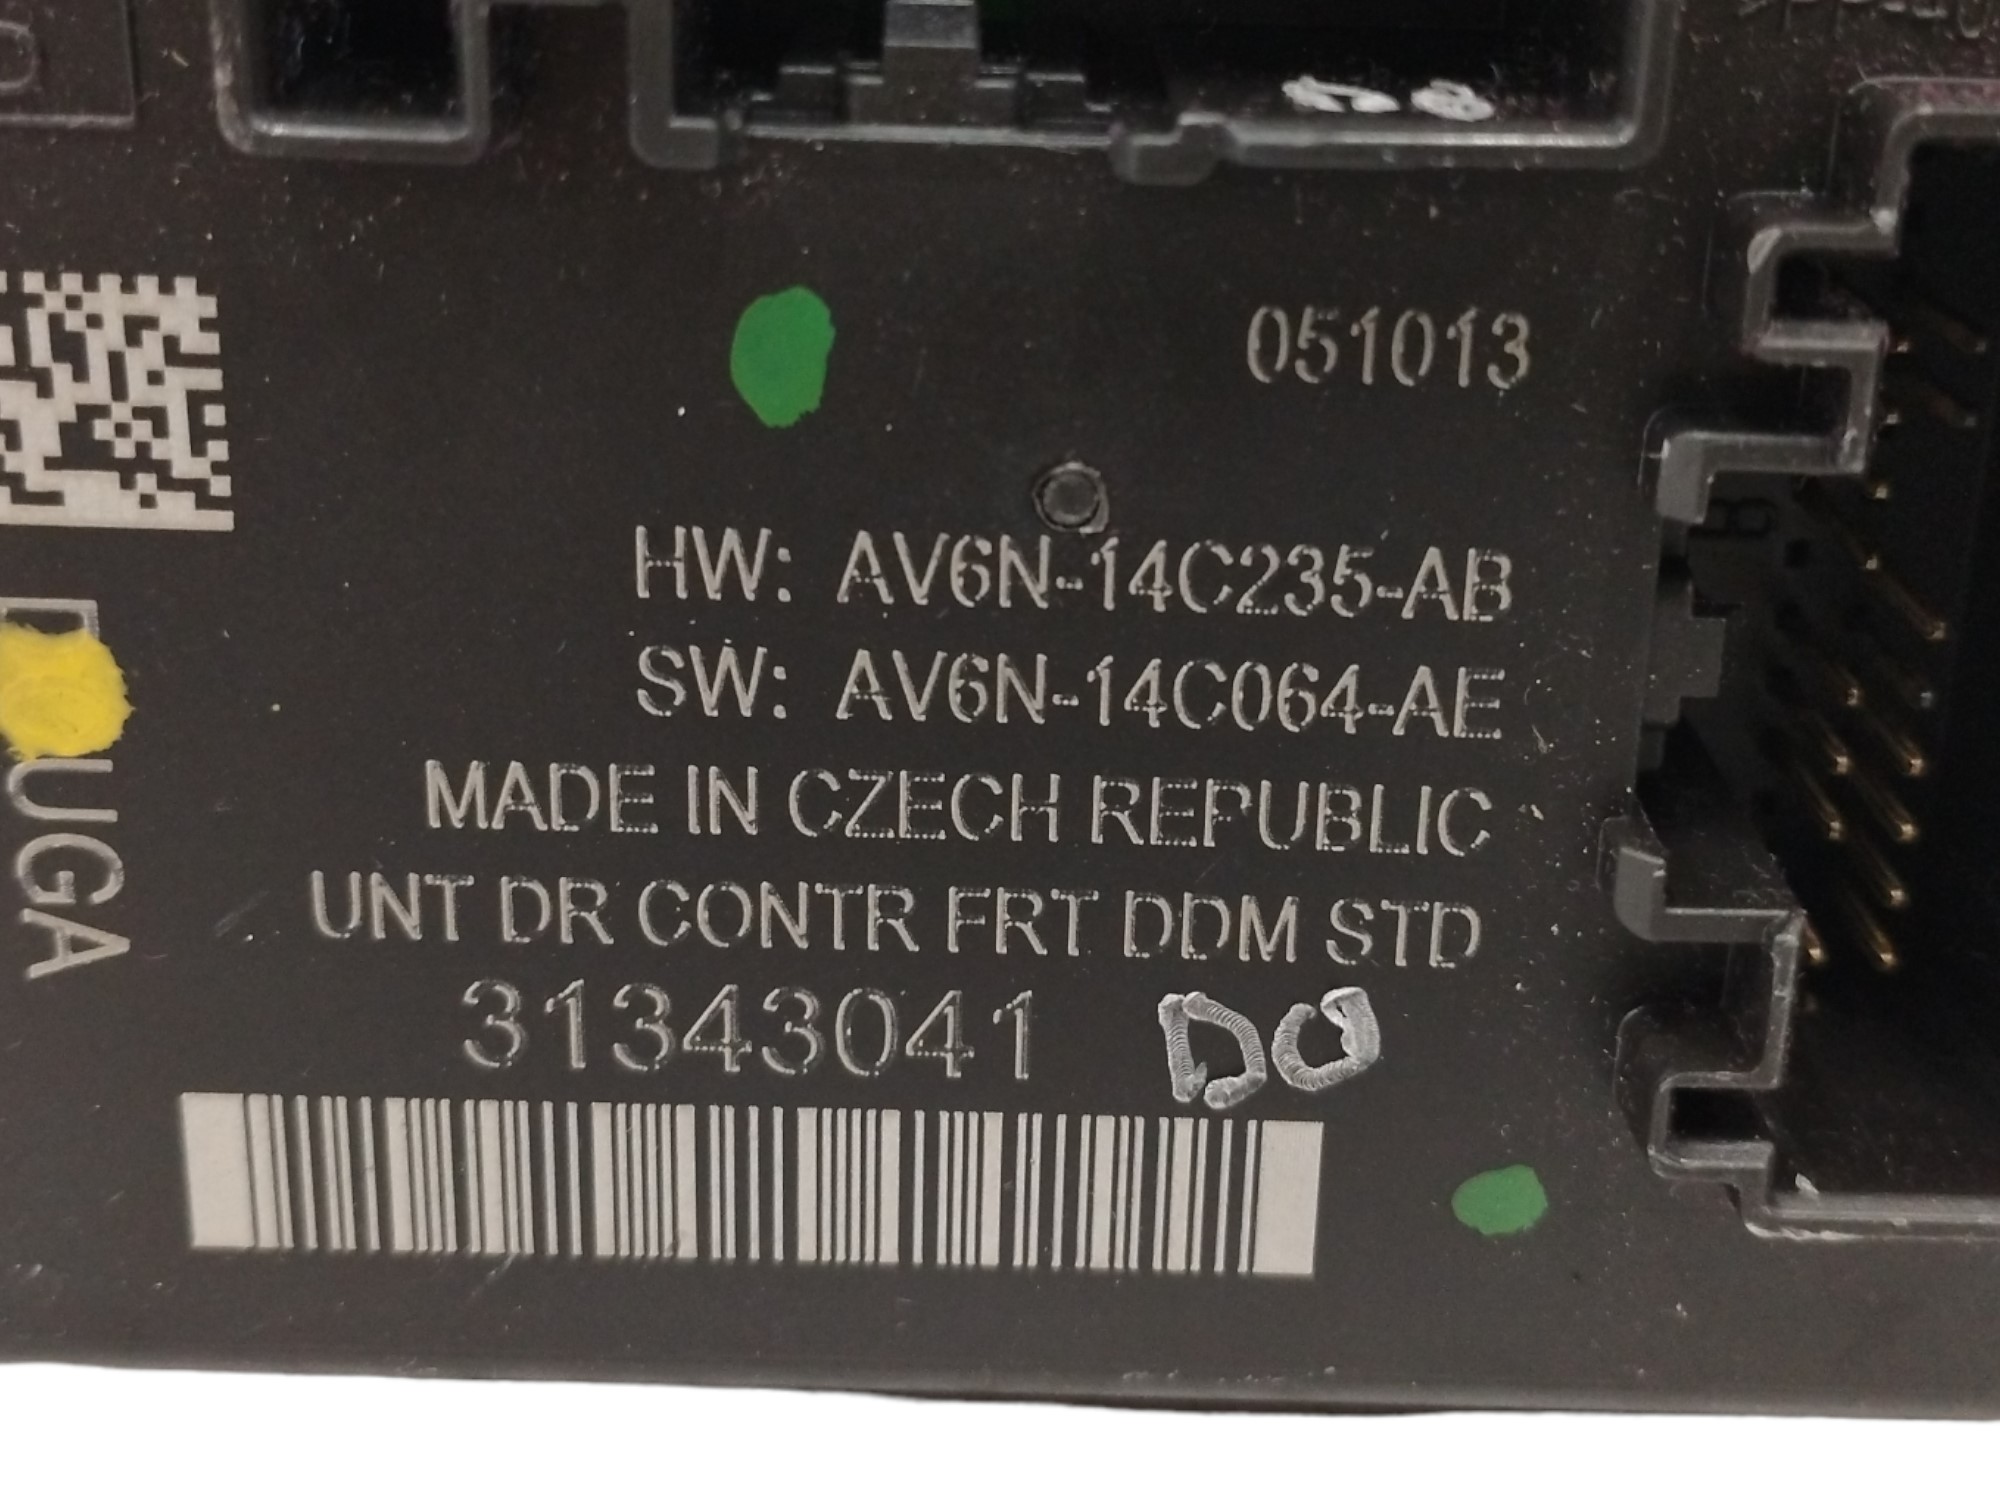 051013
HW: AV6N-14C235-AB
SW: AV6N-14C064-AE
MADE IN CZECH REPUBLIC
UNT DR CONTR FRT DDM STD
31343041 DO
UGA